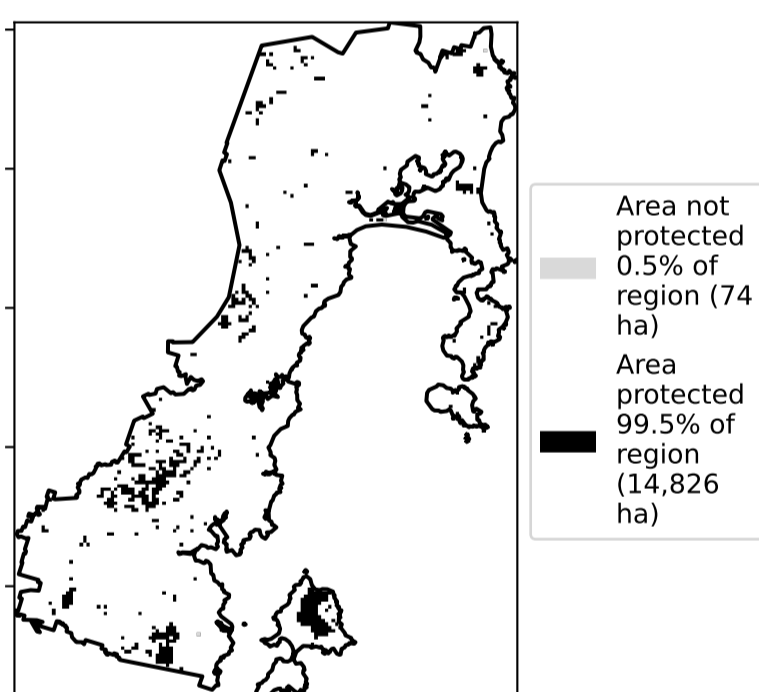 Area not
protected
0.5% of
region (74
ha)
Area
protected
99.5% of
region
(14,826
ha)